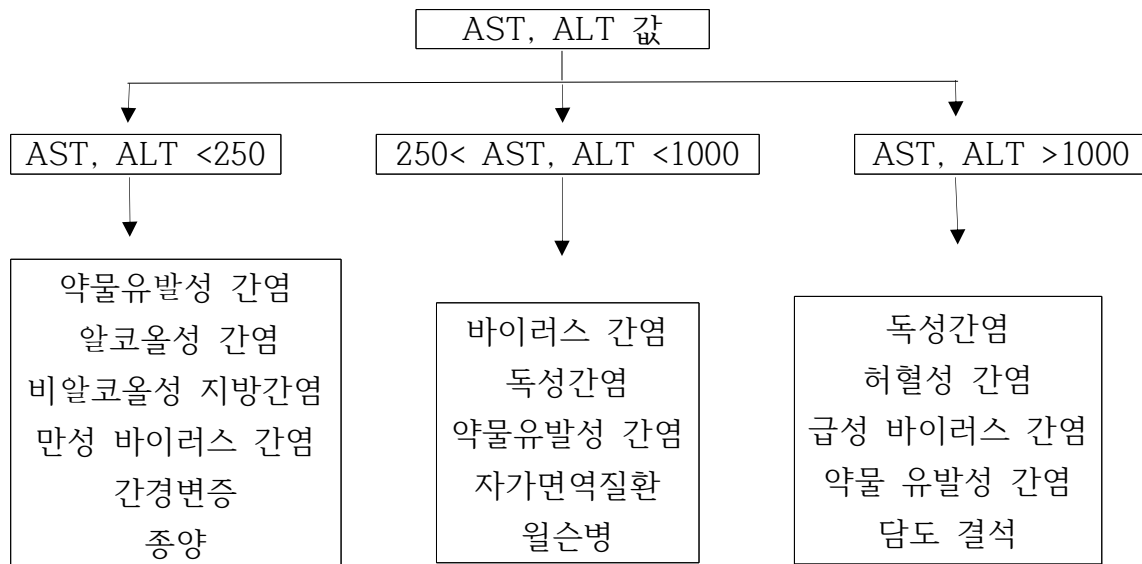 AST, ALT 값
AST, ALT <250
250< AST, ALT <1000
AST, ALT >1000
약물유발성 간염
알코올성 간염
비알코올성 지방간염
만성 바이러스 간염
간경변증
종양
바이러스 간염
독성간염
약물유발성 간염
자가면역질환
윌슨병
독성간염
허혈성 간염
급성 바이러스 간염
약물 유발성 간염
담도 결석